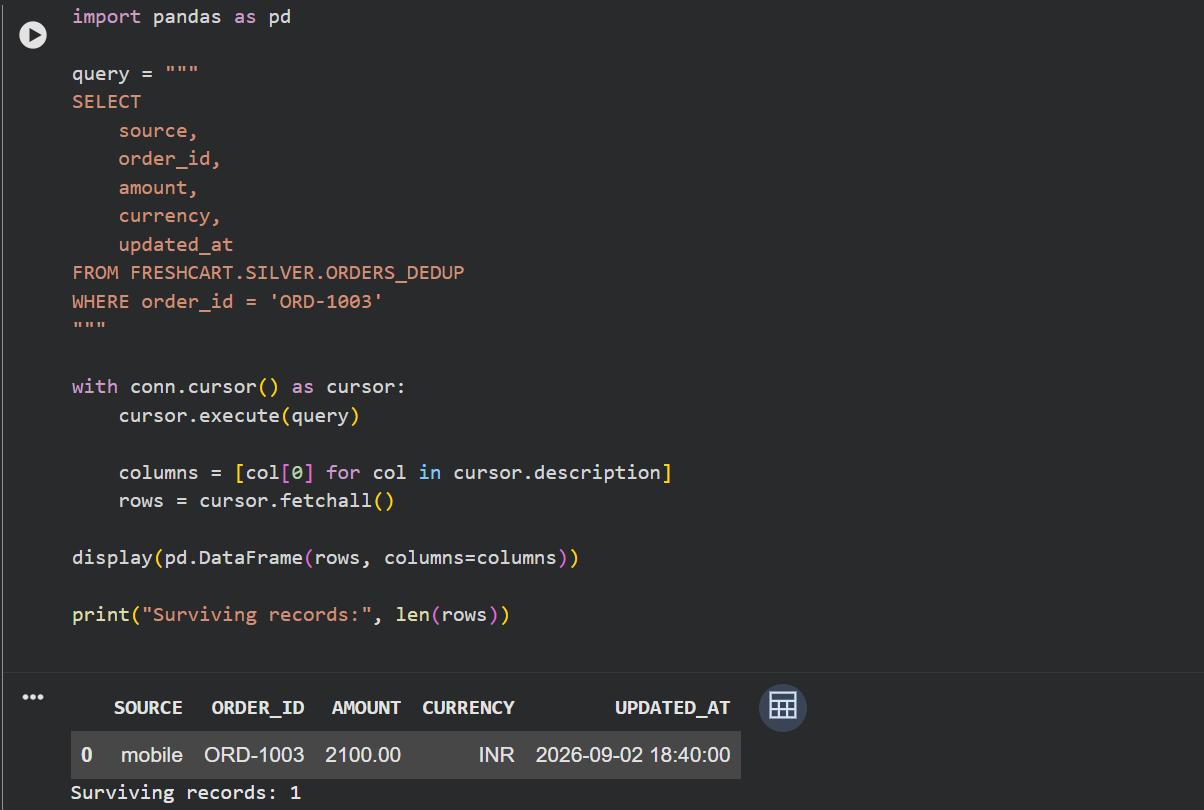 import pandas as pd
query = """
SELECT
    source,
    order_id,
    amount,
    currency,
    updated_at
FROM FRESHCART.SILVER.ORDERS_DEDUP
WHERE order_id = 'ORD-1003'
"""
with conn.cursor() as cursor:
    cursor.execute(query)
    columns = [col[0] for col in cursor.description]
    rows = cursor.fetchall()
display(pd.DataFrame(rows, columns=columns))
print("Surviving records:", len(rows))
SOURCE ORDER_ID AMOUNT CURRENCY UPDATED_AT
0 mobile ORD-1003 2100.00 INR 2026-09-02 18:40:00
Surviving records: 1